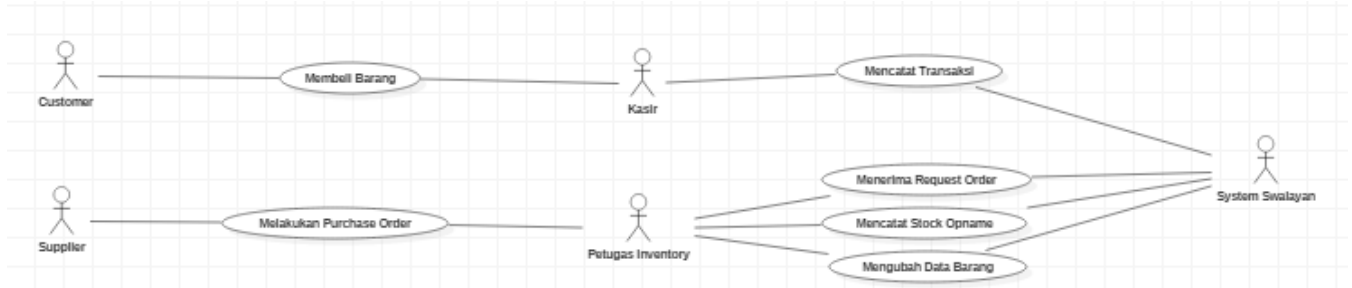 Membeli Barang
Mencatat Transaksi
Customer
Kasir
Menerima Request Order
System Swalayan
Melakukan Purchase Order
Mencatat Stock Opname
Supplier
Petugas Inventory
Mengubah Data Barang